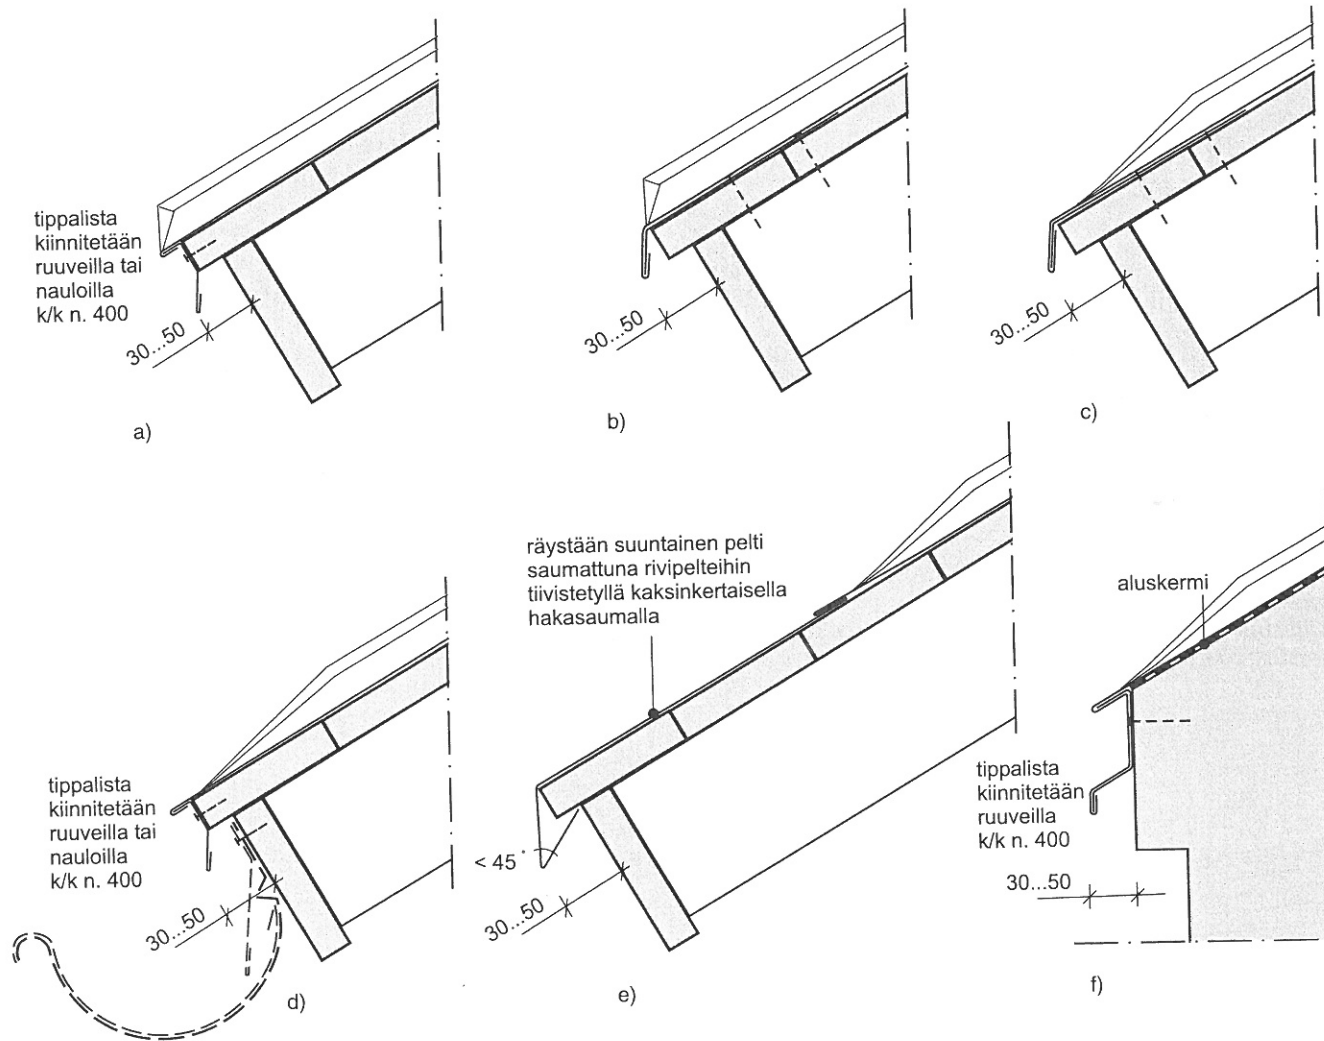 tippalista
kiinnitetään
ruuveilla tai
nauloilla
k/k n. 400
30...50
a)
30...50
b)
30...50
c)
tippalista
kiinnitetään
ruuveilla tai
nauloilla
k/k n. 400
30...50
d)
räystään suuntainen pelti
saumattuna rivipelteihin
tiivistetyllä kaksinkertaisella
hakasaumalla
< 45°
30...50
e)
aluskermi
tippalista
kiinnitetään
ruuveilla
k/k n. 400
30...50
f)